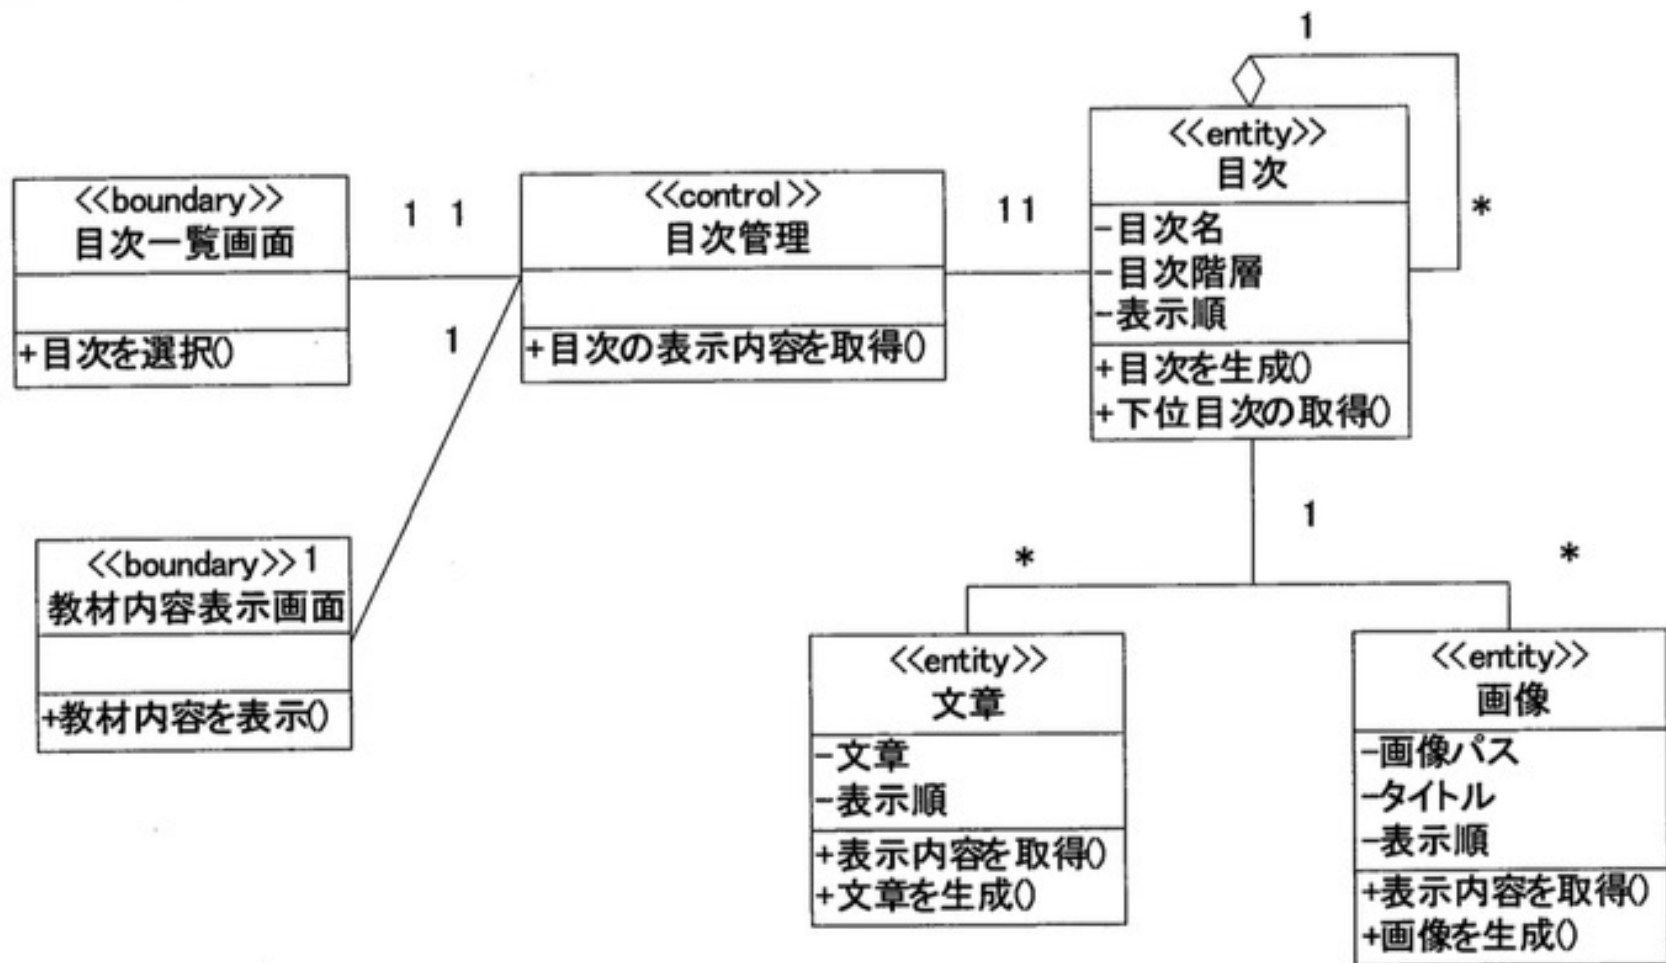 1
<<entity>>
目次
*
-目次名
-目次階層
-表示順
+目次を生成()
+下位目次の取得()
<<boundary>>
目次一覧画面
+目次を選択()
1 1
1
<<control>>
目次管理
+目次の表示内容を取得()
11
<<boundary>> 1
教材内容表示画面
+教材内容を表示()
1
*
*
<<entity>>
文章
-文章
-表示順
+表示内容を取得()
+文章を生成()
<<entity>>
画像
-画像パス
-タイトル
-表示順
+表示内容を取得()
+画像を生成()